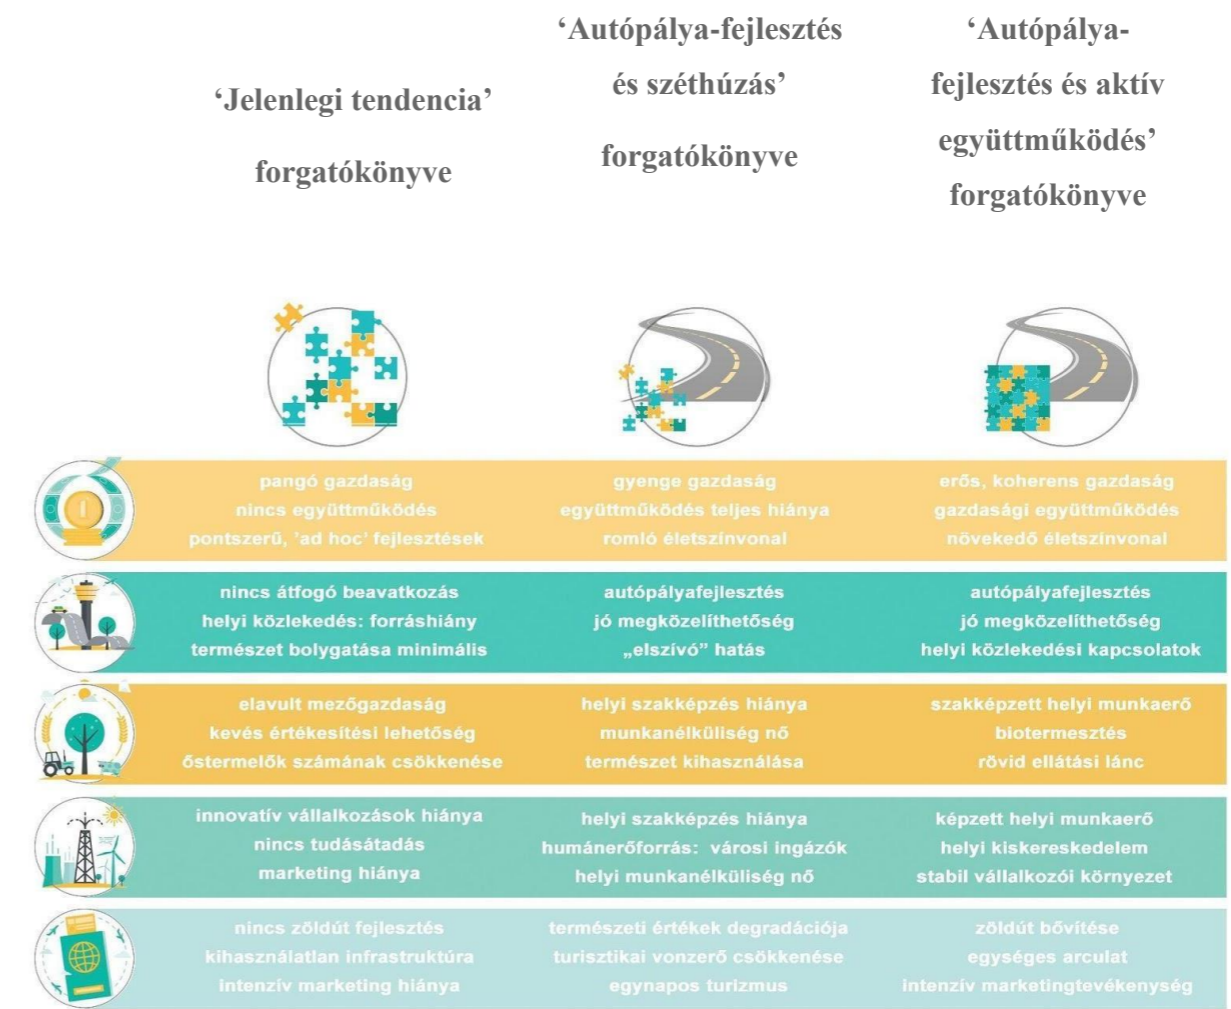 ‘Jelenlegi tendencia’
forgatókönyve
‘Autópálya-fejlesztés
és széthúzás’
forgatókönyve
‘Autópálya-
fejlesztés és aktív
együttműködés’
forgatókönyve
pangó gazdaság
nincs együttműködés
pontszerű, ’ad hoc’ fejlesztések
gyenge gazdaság
együttműködés teljes hiánya
romló életszínvonal
erős, koherens gazdaság
gazdasági együttműködés
növekedő életszínvonal
nincs átfogó beavatkozás
helyi közlekedés: forráshiány
természet bolygatása minimális
autópályafejlesztés
jó megközelíthetőség
„elszívó” hatás
autópályafejlesztés
jó megközelíthetőség
helyi közlekedési kapcsolatok
elavult mezőgazdaság
kevés értékesítési lehetőség
őstermelők számának csökkenése
helyi szakképzés hiánya
munkanélküliség nő
természet kihasználása
szakképzett helyi munkaerő
biotermesztés
rövid ellátási lánc
innovatív vállalkozások hiánya
nincs tudásátadás
marketing hiánya
helyi szakképzés hiánya
humánerőforrás: városi ingázók
helyi munkanélküliség nő
képzett helyi munkaerő
helyi kiskereskedelem
stabil vállalkozói környezet
nincs zöldút fejlesztés
kihasználatlan infrastruktúra
intenzív marketing hiánya
természeti értékek degradációja
turisztikai vonzerő csökkenése
egynapos turizmus
zöldút bővítése
egységes arculat
intenzív marketingtevékenység